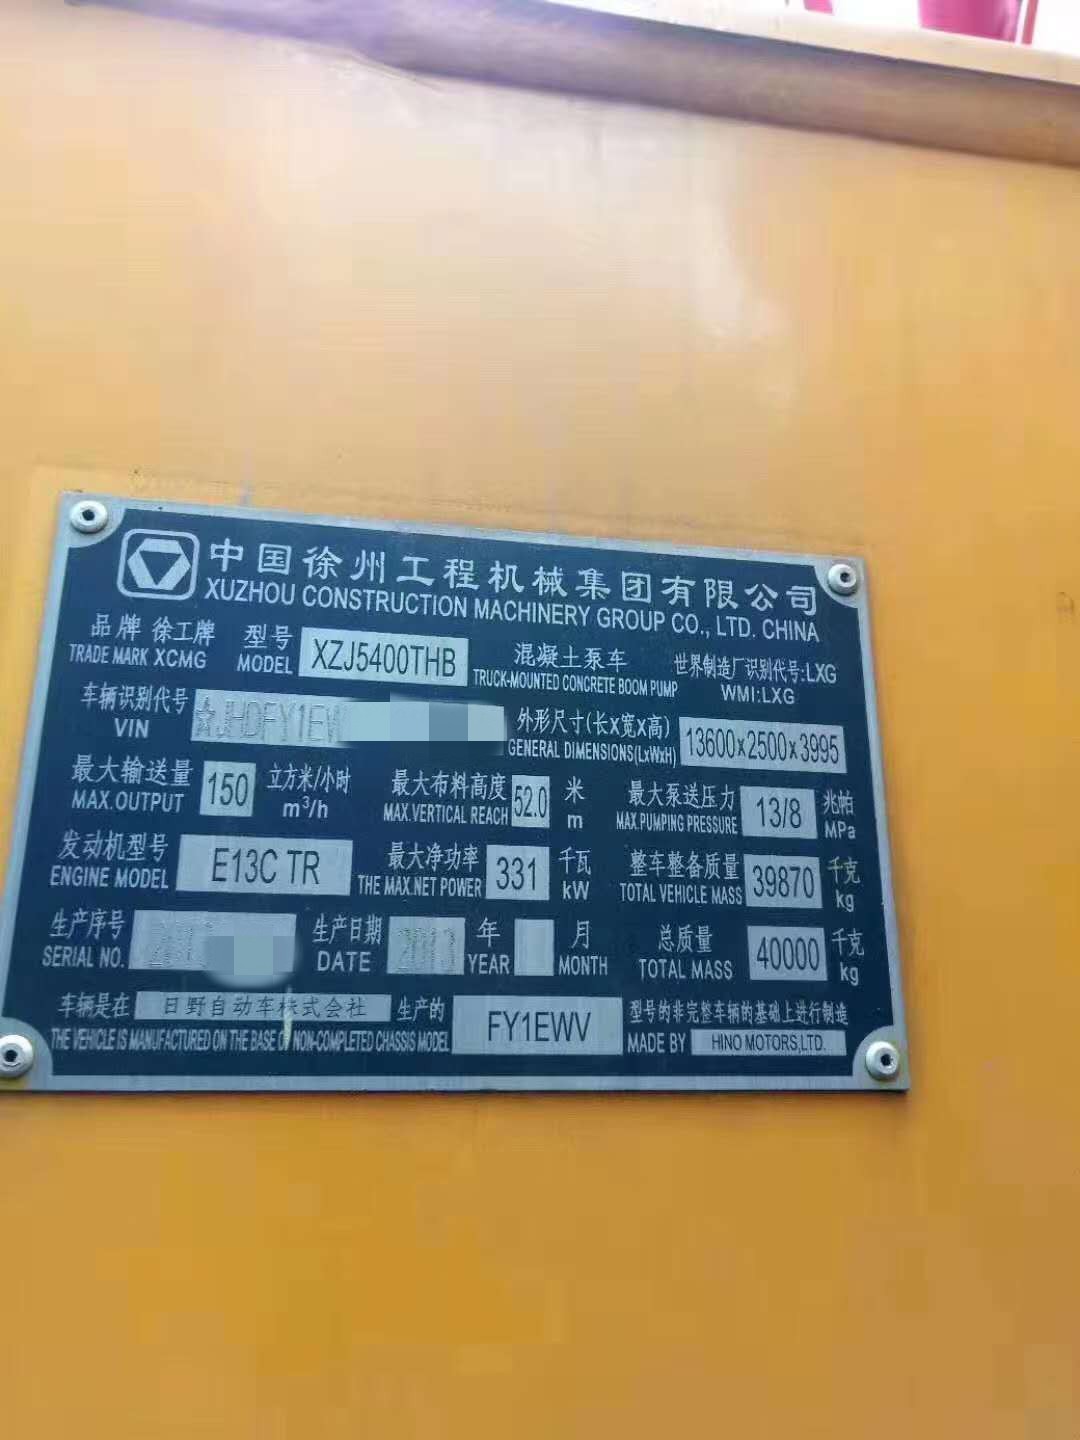 中国徐州工程机械集团有限公司
XUZHOU CONSTRUCTION MACHINERY GROUP CO., LTD. CHINA
品牌 徐工牌 型号 XZJ5400THB 混凝土泵车 世界制造厂识别代号:LXG
TRADE MARK XCMG MODEL TRUCK-MOUNTED CONCRETE BOOM PUMP WMI:LXG
车辆识别代号 ☆JHDFY1EW 外形尺寸(长X宽X高) 13600x2500x3995
VIN GENERAL DIMENSIONS(LxWxH)
最大输送量 150 立方米/小时 最大布料高度 52.0 米 最大泵送压力 13/8 兆帕
MAX.OUTPUT m³/h MAX.VERTICAL REACH m MAX.PUMPING PRESSURE MPa
发动机型号 E13C TR 最大净功率 331 千瓦 整车整备质量 39870 千克
ENGINE MODEL THE MAX.NET POWER kW TOTAL VEHICLE MASS kg
生产序号 生产日期 2013 年 月 总质量 40000 千克
SERIAL NO. DATE YEAR MONTH TOTAL MASS kg
车辆是在 日野自动车株式会社 生产的 FY1EWV 型号的非完整车辆的基础上进行制造
THE VEHICLE IS MANUFACTURED ON THE BASE OF NON-COMPLETED CHASSIS MODEL MADE BY HINO MOTORS,LTD.